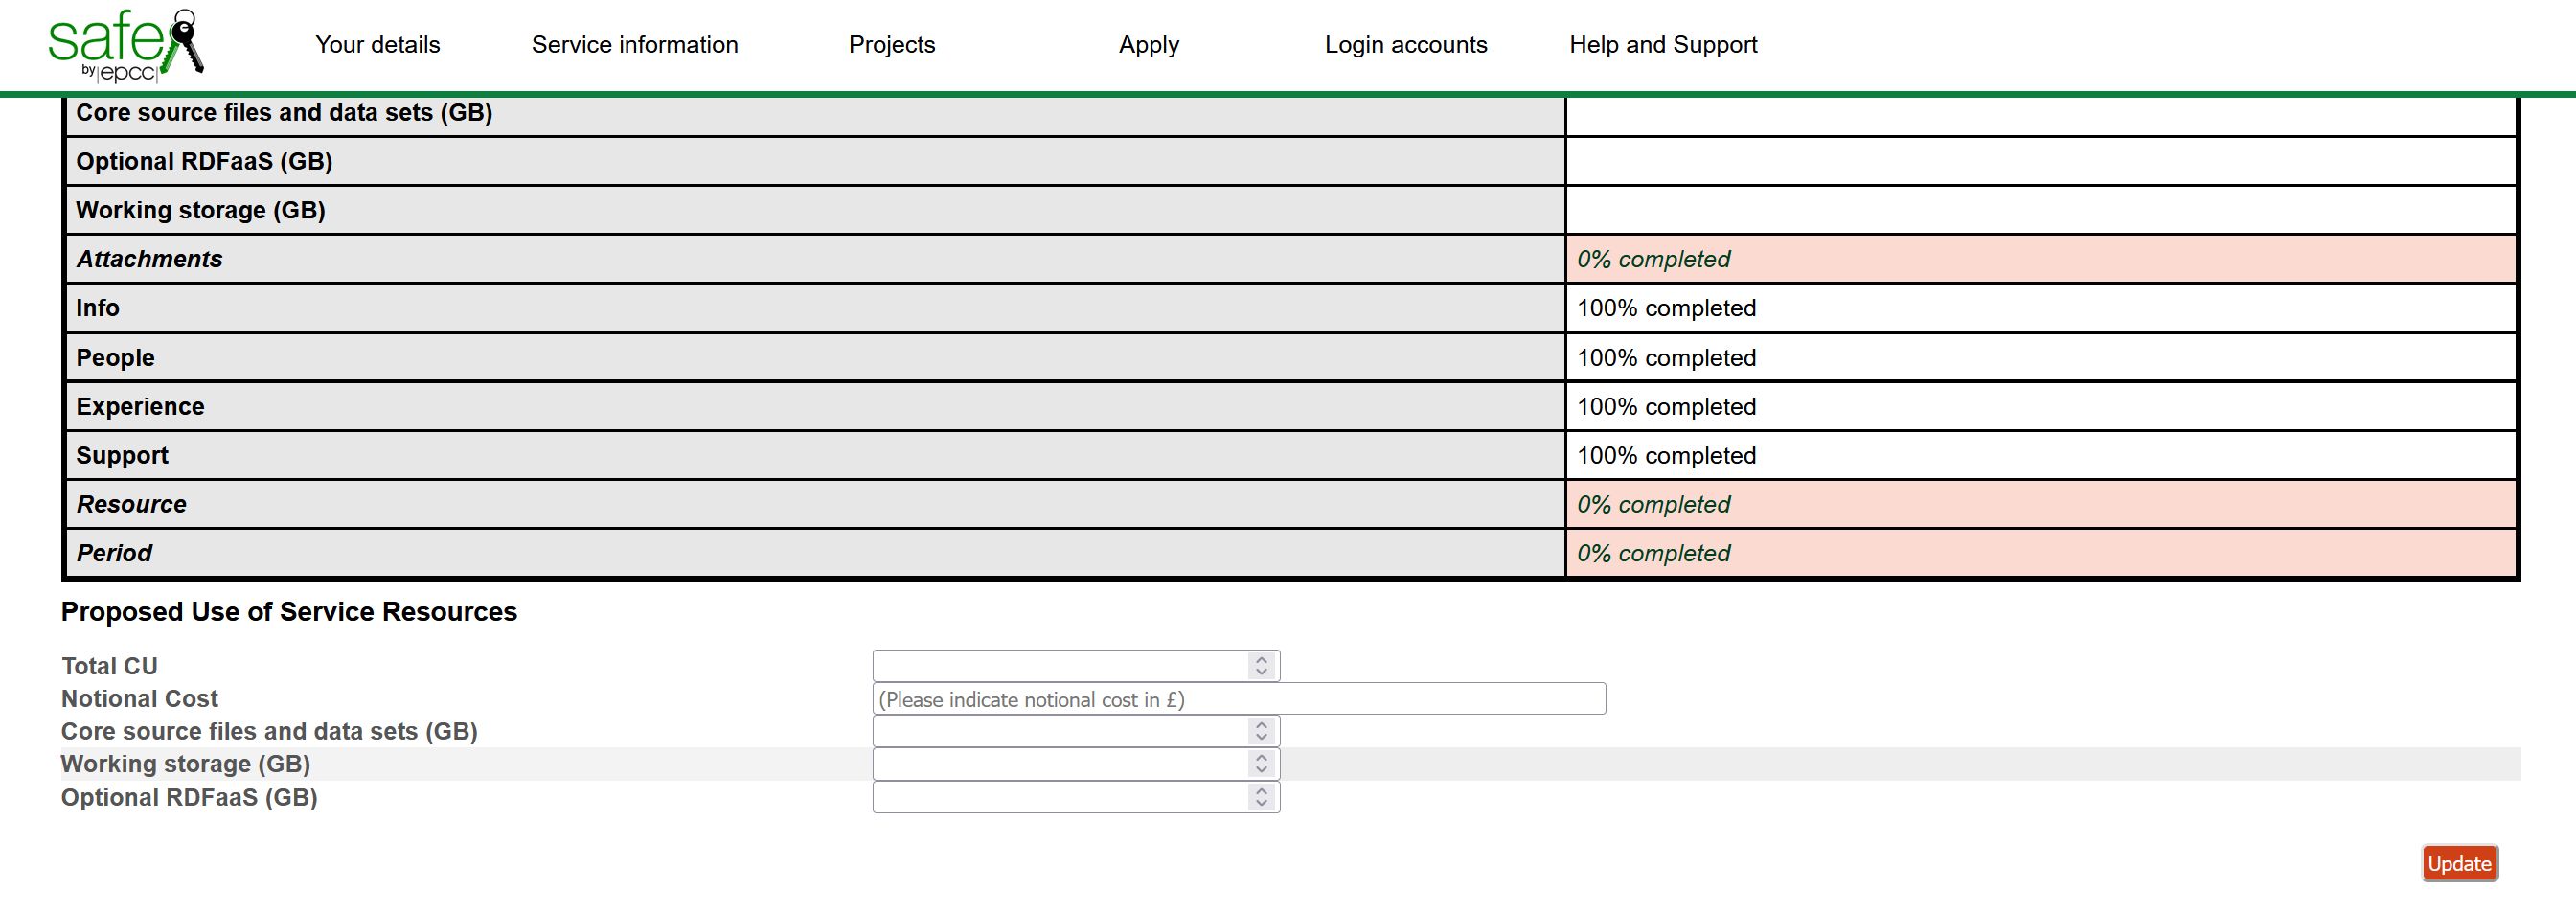 safe by |epcc|
Your details Service information Projects Apply Login accounts Help and Support
Core source files and data sets (GB)
Optional RDFaaS (GB)
Working storage (GB)
Attachments 0% completed
Info 100% completed
People 100% completed
Experience 100% completed
Support 100% completed
Resource 0% completed
Period 0% completed
Proposed Use of Service Resources
Total CU
Notional Cost (Please indicate notional cost in £)
Core source files and data sets (GB)
Working storage (GB)
Optional RDFaaS (GB)
Update